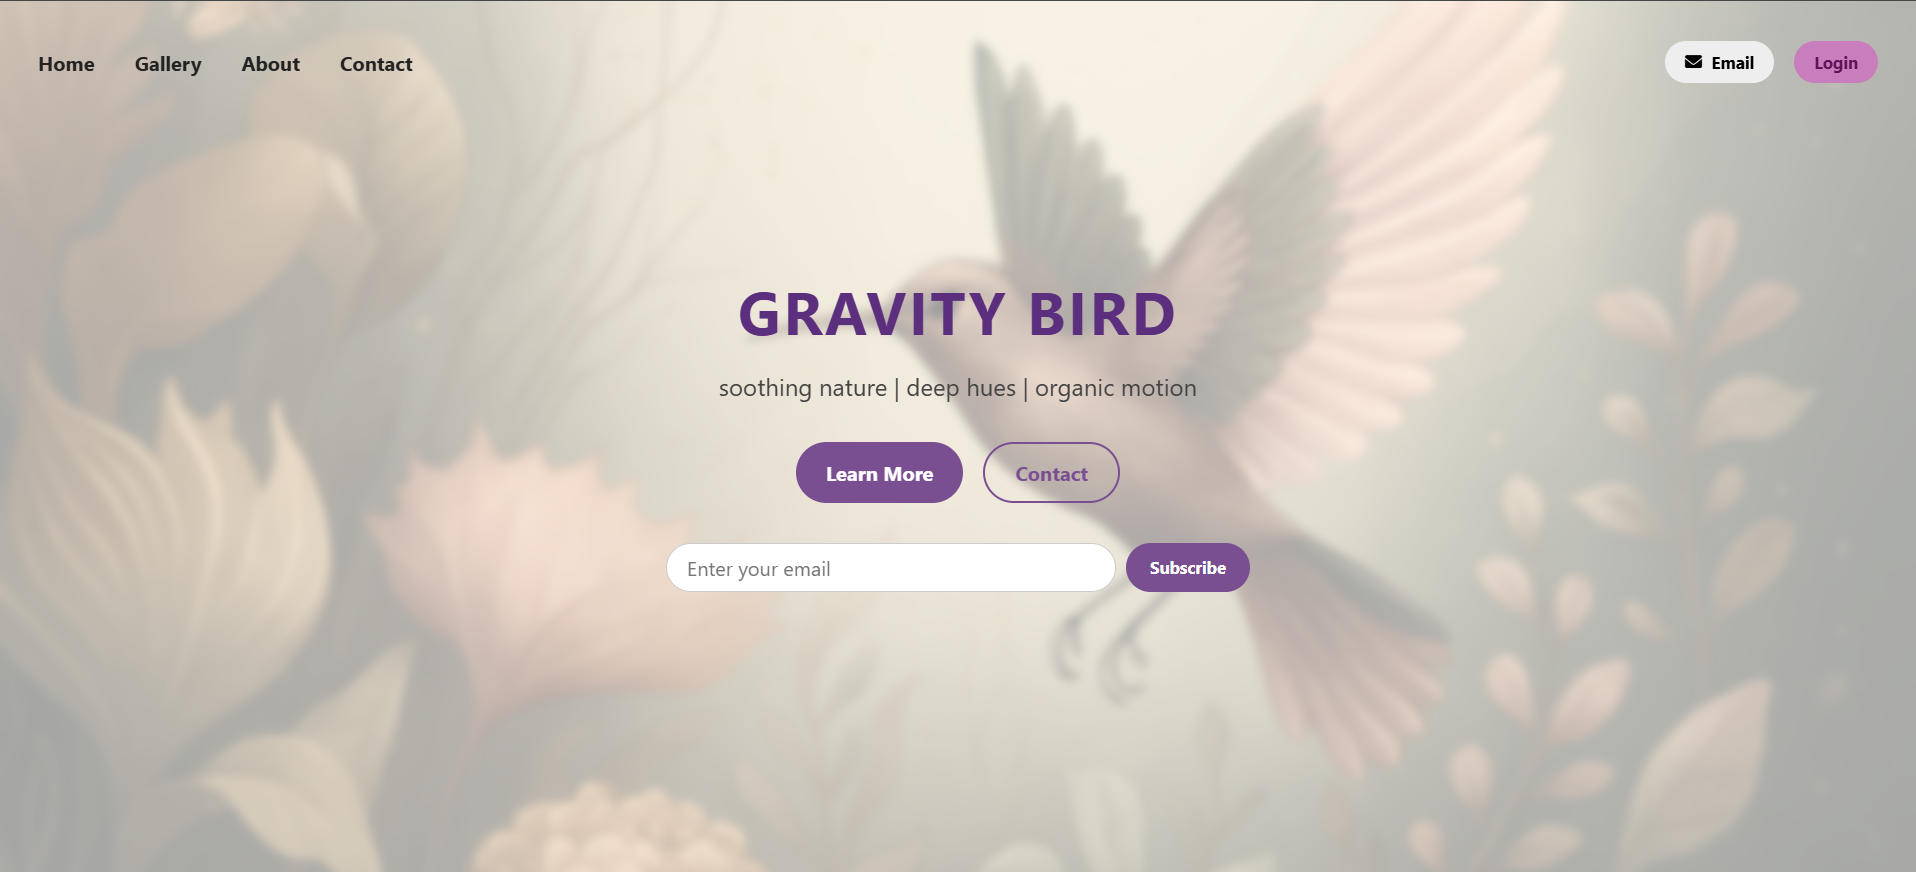 Home Gallery About Contact Email Login
GRAVITY BIRD
soothing nature | deep hues | organic motion
Learn More Contact
Enter your email Subscribe